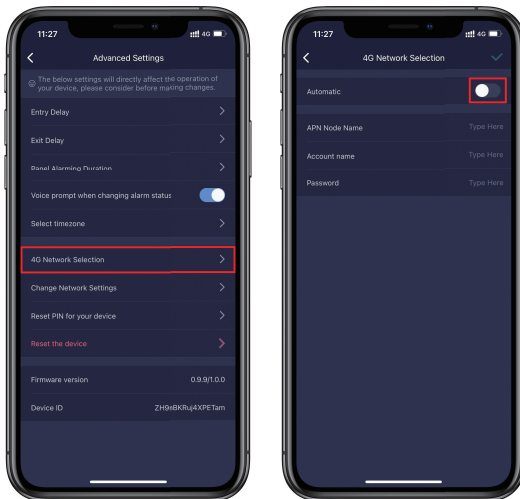 11:27
4G
Advanced Settings
The below settings will directly affect the operation of
your device, please consider before making changes.
Entry Delay
Exit Delay
Panel Alarming Duration
Voice prompt when changing alarm status
Select timezone
4G Network Selection
Change Network Settings
Reset PIN for your device
Reset the device
Firmware version 0.9.9/1.0.0
Device ID ZH9nBKRuj4XPETam
11:27
4G
4G Network Selection
Automatic
APN Node Name Type Here
Account name Type Here
Password Type Here